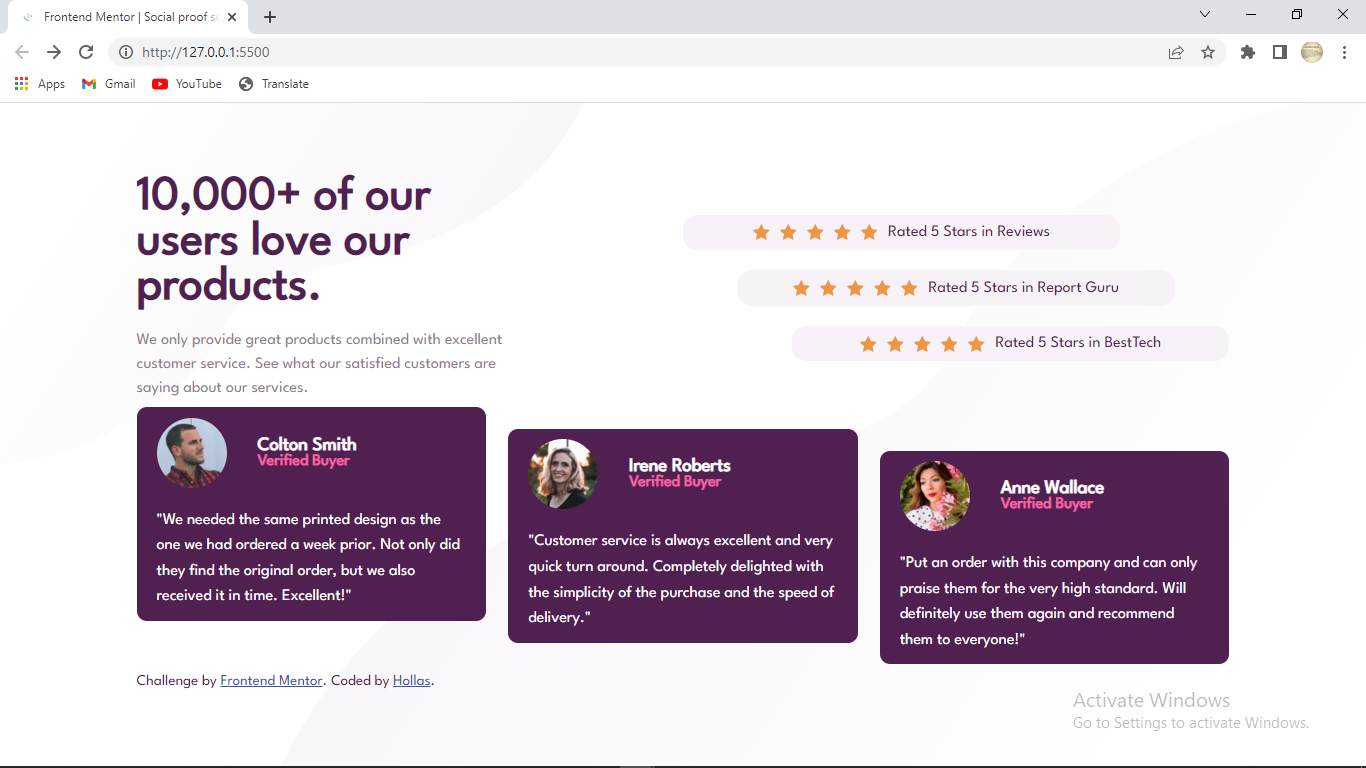 Frontend Mentor | Social proof s
http://127.0.0.1:5500
Apps
Gmail
YouTube
Translate
10,000+ of our
users love our
products.
We only provide great products combined with excellent
customer service. See what our satisfied customers are
saying about our services.
Rated 5 Stars in Reviews
Rated 5 Stars in Report Guru
Rated 5 Stars in BestTech
Colton Smith
Verified Buyer
"We needed the same printed design as the
one we had ordered a week prior. Not only did
they find the original order, but we also
received it in time. Excellent!"
Irene Roberts
Verified Buyer
"Customer service is always excellent and very
quick turn around. Completely delighted with
the simplicity of the purchase and the speed of
delivery."
Anne Wallace
Verified Buyer
"Put an order with this company and can only
praise them for the very high standard. Will
definitely use them again and recommend
them to everyone!"
Challenge by Frontend Mentor. Coded by Hollas.
Activate Windows
Go to Settings to activate Windows.